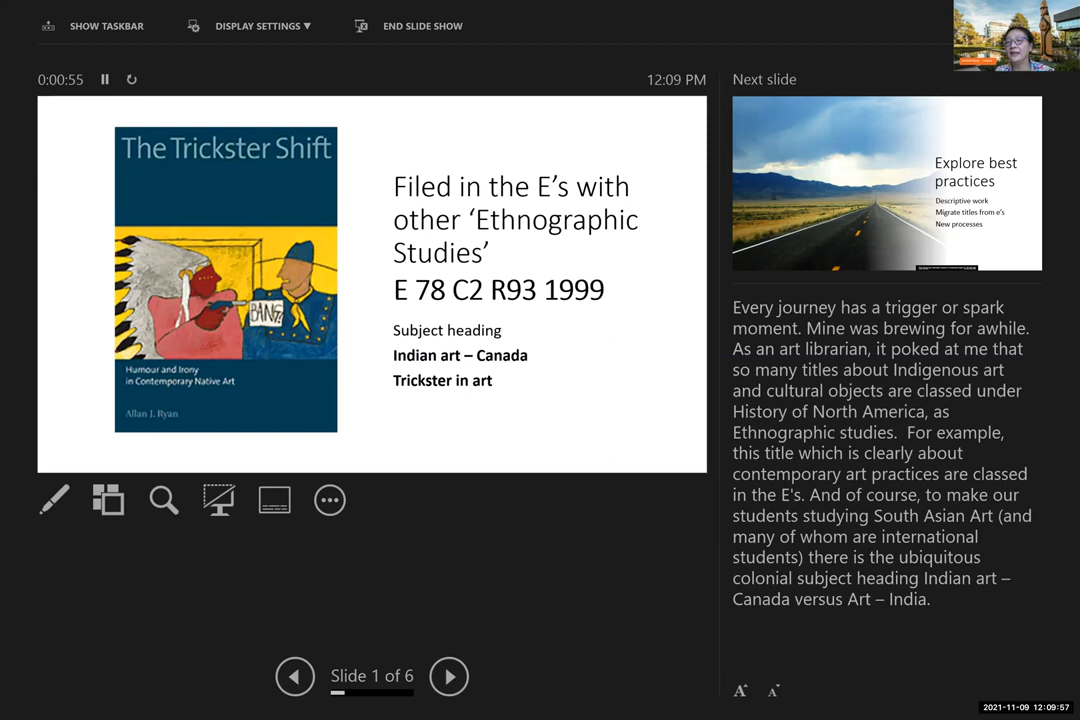 SHOW TASKBAR
DISPLAY SETTINGS ▼
END SLIDE SHOW
0:00:55
12:09 PM
The Trickster Shift
BANG!
Humour and Irony
in Contemporary Native Art
Allan J. Ryan
Filed in the E’s with
other ‘Ethnographic
Studies’
E 78 C2 R93 1999
Subject heading
Indian art – Canada
Trickster in art
Slide 1 of 6
Next slide
Explore best
practices
Descriptive work
Migrate titles from e's
New processes
Every journey has a trigger or spark
moment. Mine was brewing for awhile.
As an art librarian, it poked at me that
so many titles about Indigenous art
and cultural objects are classed under
History of North America, as
Ethnographic studies.  For example,
this title which is clearly about
contemporary art practices are classed
in the E's. And of course, to make our
students studying South Asian Art (and
many of whom are international
students) there is the ubiquitous
colonial subject heading Indian art –
Canada versus Art – India.
A A
2021-11-09 12:09:57